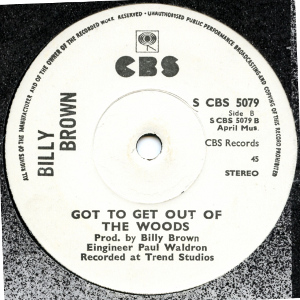 ALL RIGHTS OF THE MANUFACTURER AND OF THE OWNER OF THE RECORDED WORK RESERVED · UNAUTHORISED PUBLIC PERFORMANCE BROADCASTING AND COPYING OF THIS RECORD PROHIBITED
CBS
BILLY
BROWN
S CBS 5079
Side B
S CBS 5079 B
April Mus.
CBS Records
45
STEREO
GOT TO GET OUT OF
THE WOODS
Prod. by Billy Brown
Eingineer Paul Waldron
Recorded at Trend Studios